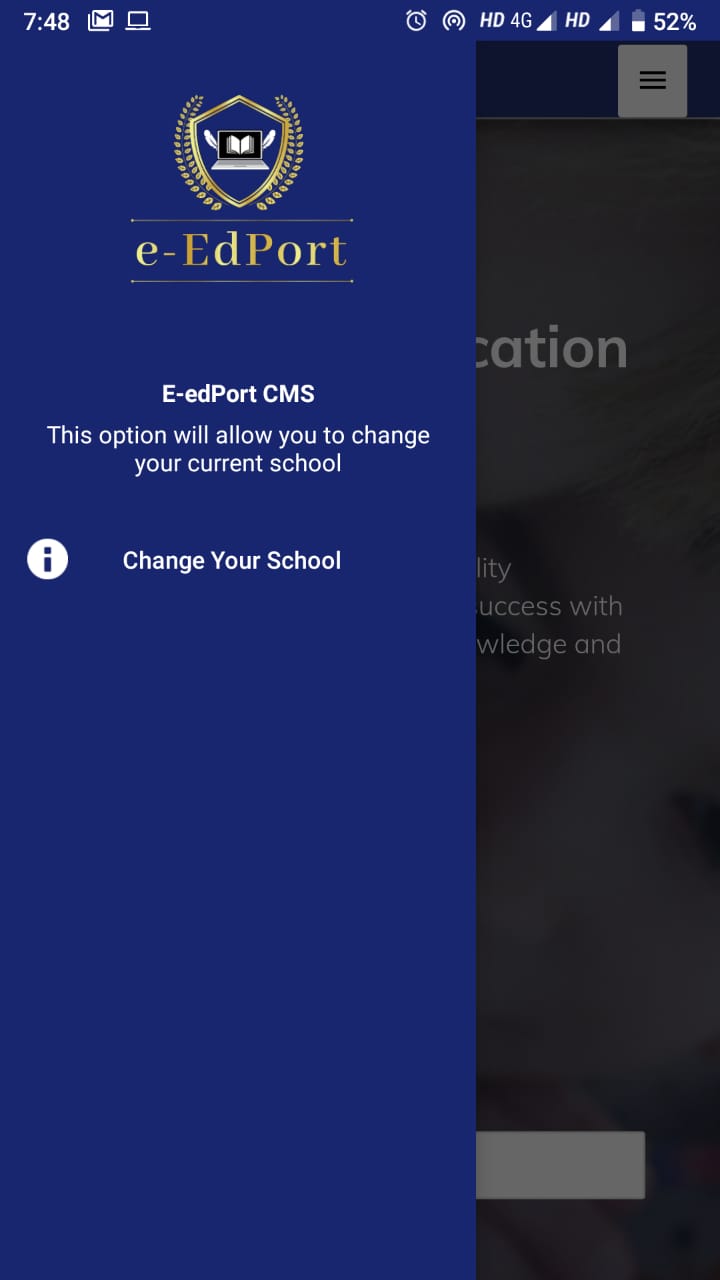 7:48
HD 4G HD 52%
e-EdPort
cation
E-edPort CMS
This option will allow you to change
your current school
Change Your School
lity
success with
wledge and